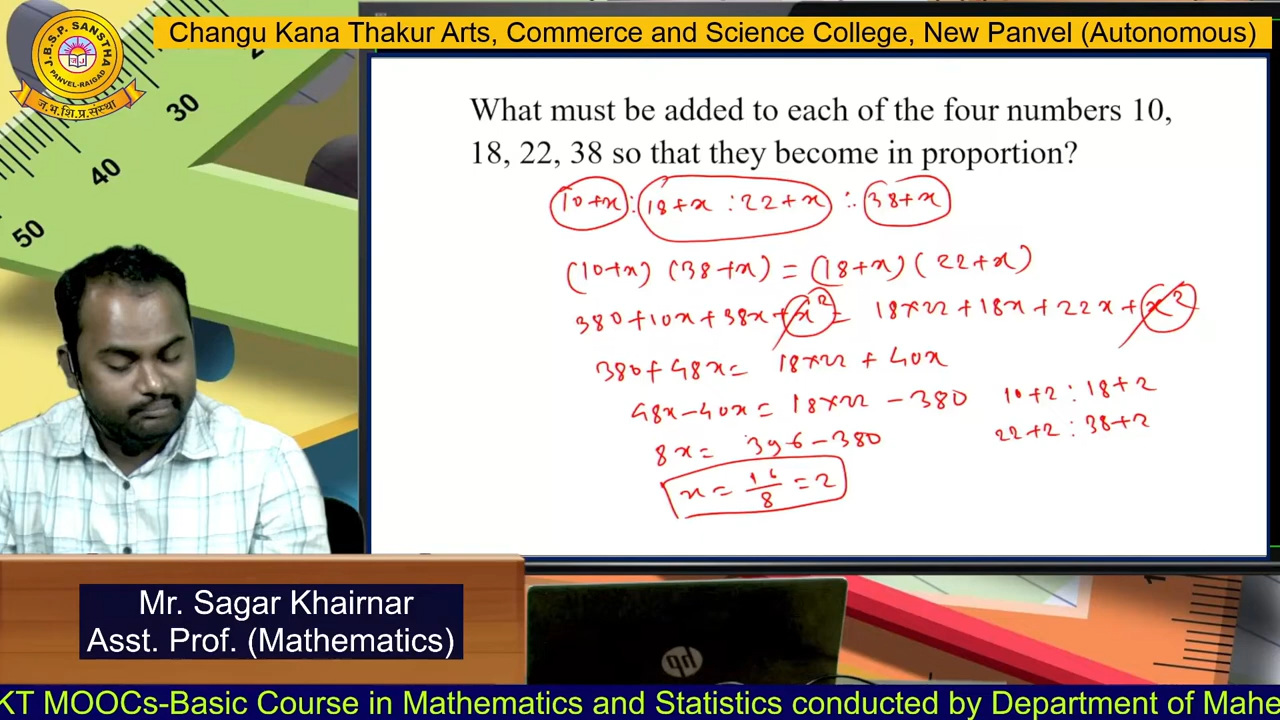 Changu Kana Thakur Arts, Commerce and Science College, New Panvel (Autonomous)
J.B.S.P. SANSTHA
PANVEL-RAIGAD
ज.भ.शि.प्र.संस्था
30
40
50
What must be added to each of the four numbers 10,
18, 22, 38 so that they become in proportion?
10+x : 18+x : 22+x :: 38+x
(10+x) (38+x) = (18+x) (22+x)
380+10x+38x+x² = 18×22+18x+22x+x²
380+48x= 18×22 + 40x
48x-40x= 18×22 - 380
8x= 396-380
x = 16/8 = 2
10+2 : 18+2
22+2 : 38+2
Mr. Sagar Khairnar
Asst. Prof. (Mathematics)
hp
KT MOOCs-Basic Course in Mathematics and Statistics conducted by Department of Mahe